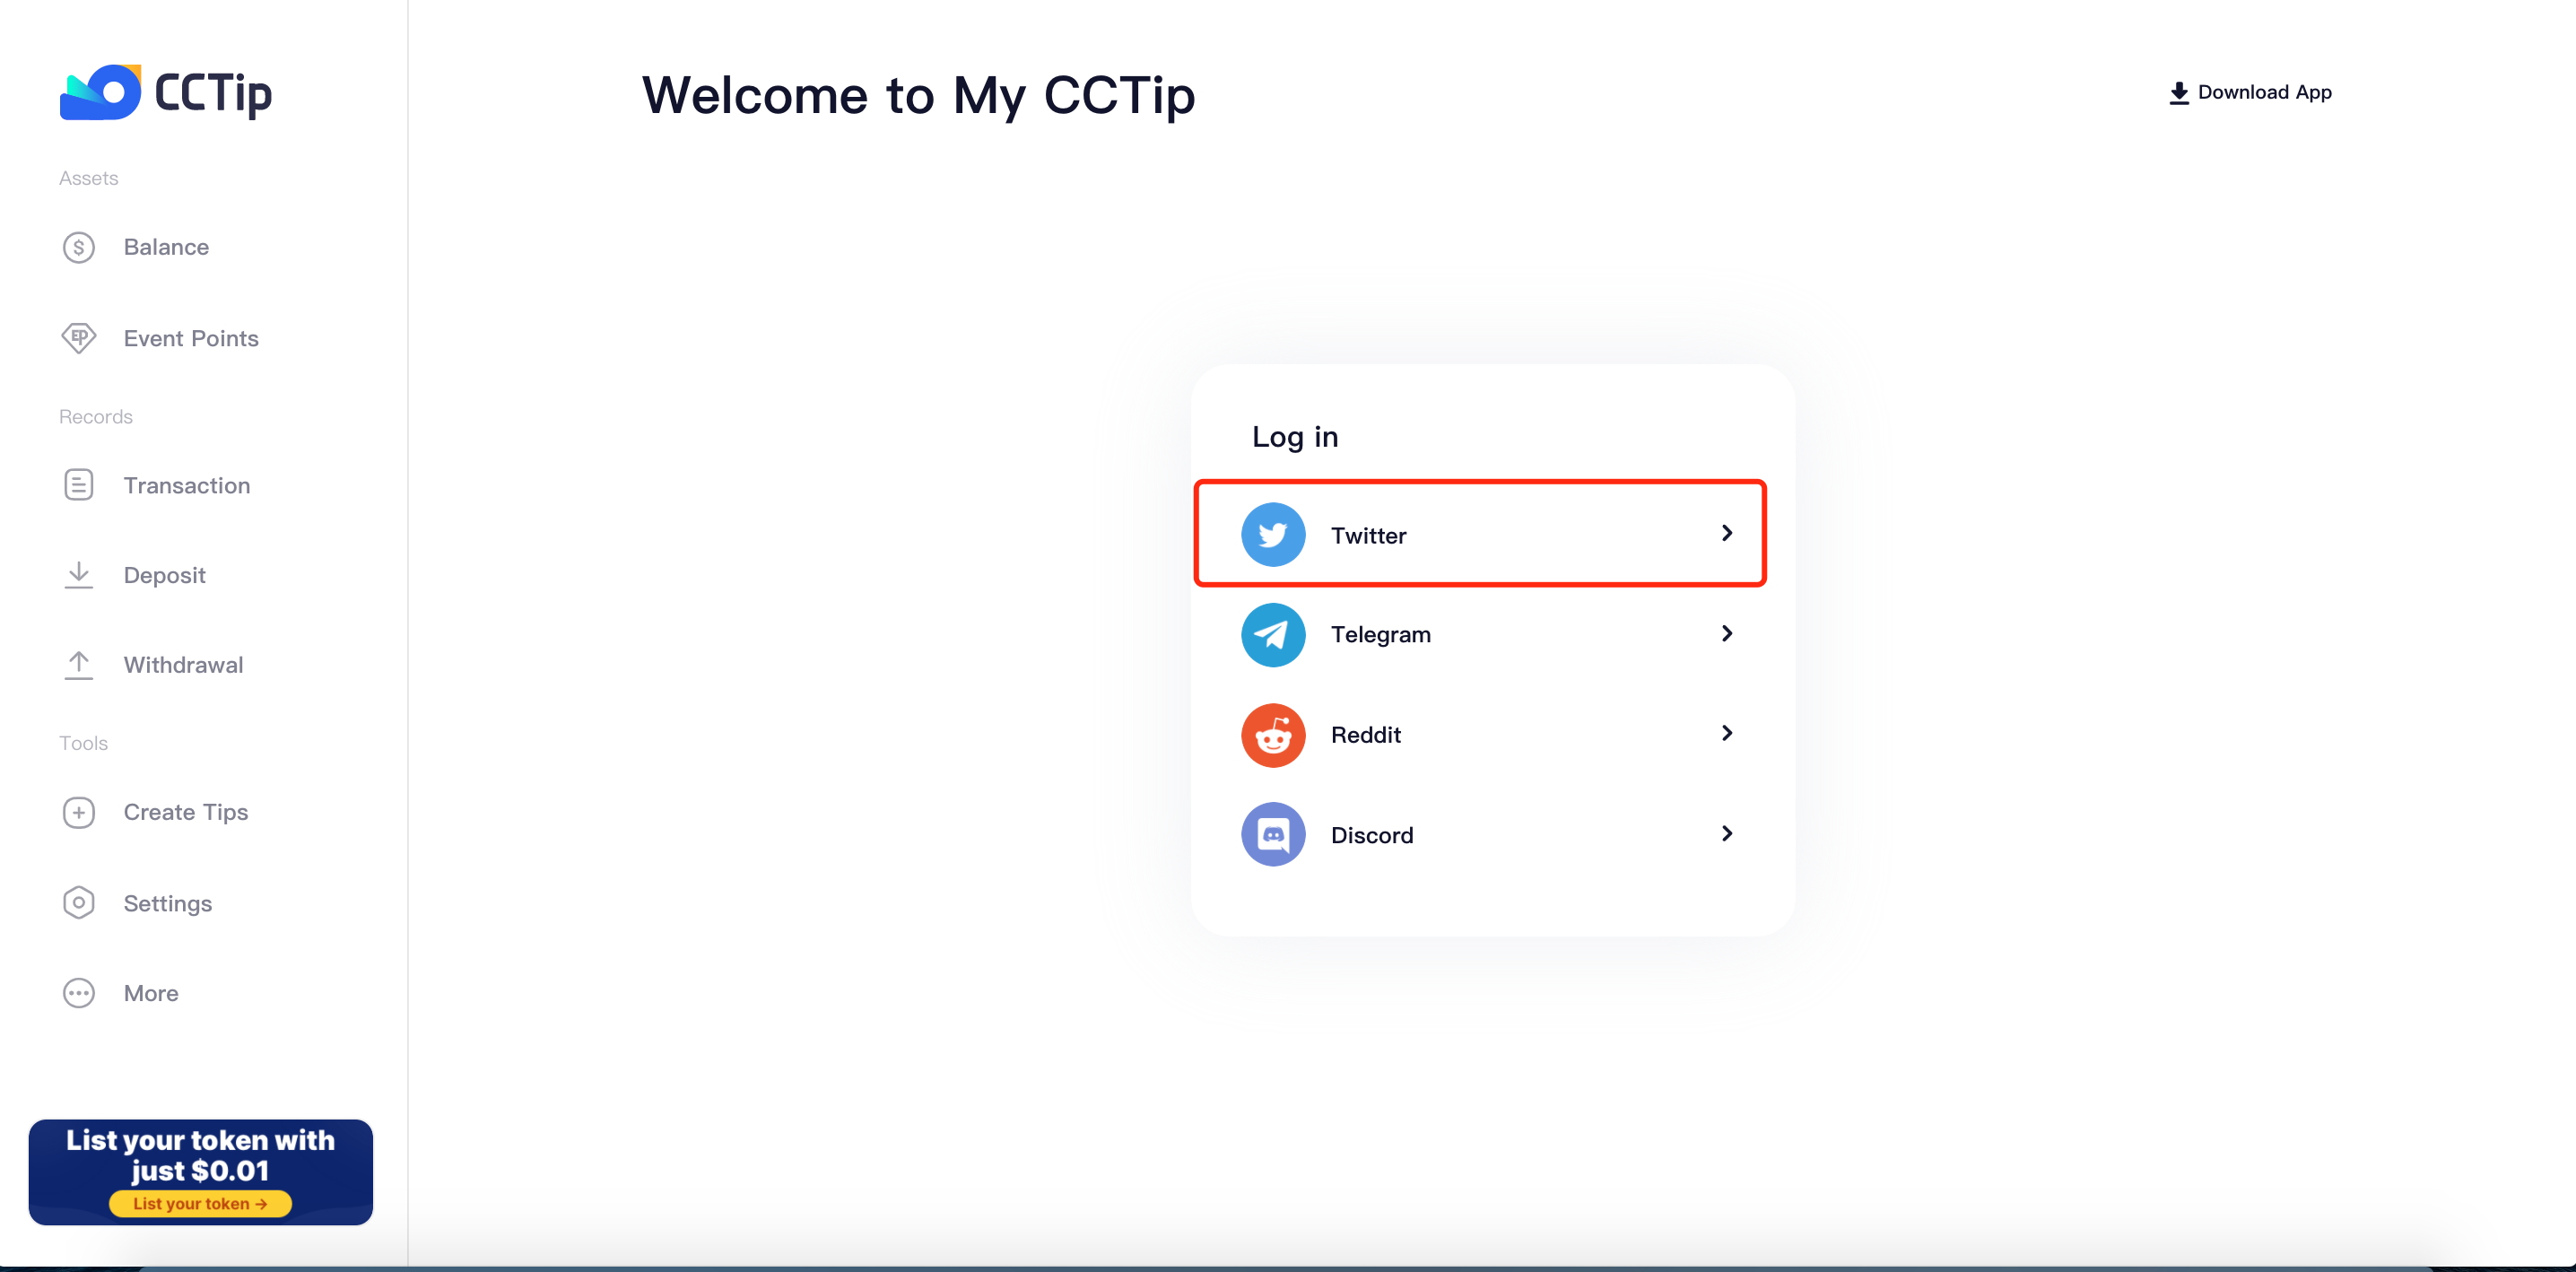 CCTip
Assets
$ Balance
EP Event Points
Records
Transaction
Deposit
Withdrawal
Tools
Create Tips
Settings
More
List your token with
just $0.01
List your token →
Welcome to My CCTip
Download App
Log in
Twitter
Telegram
Reddit
Discord